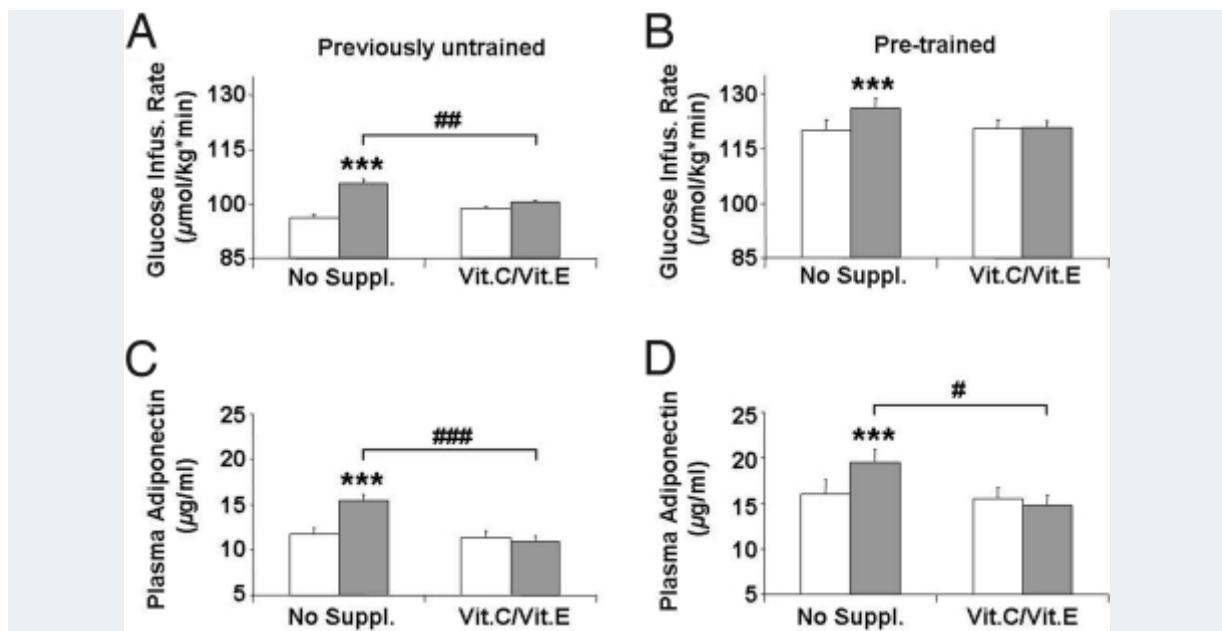 A
Previously untrained
Glucose Infus. Rate
(µmol/kg*min)
130
115
100
85
***
##
No Suppl.
Vit.C/Vit.E
B
Pre-trained
Glucose Infus. Rate
(µmol/kg*min)
130
115
100
85
***
No Suppl.
Vit.C/Vit.E
C
Plasma Adiponectin
(µg/ml)
25
20
15
10
5
***
###
No Suppl.
Vit.C/Vit.E
D
Plasma Adiponectin
(µg/ml)
25
20
15
10
5
***
#
No Suppl.
Vit.C/Vit.E